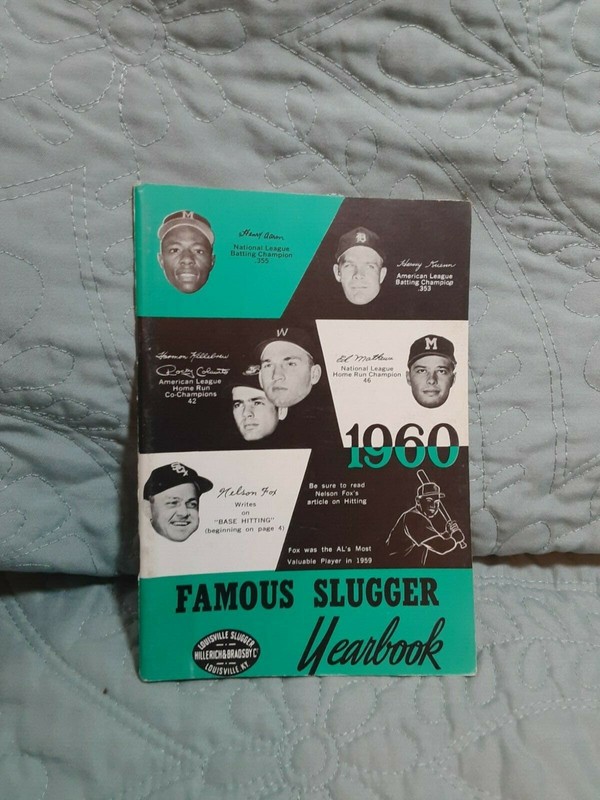 M
Henry Aaron
National League
Batting Champion
.355
Harvey Kuenn
American League
Batting Champion
.353
Harmon Killebrew
Rocky Colavito
American League
Home Run
Co-Champions
42
W
Ed Mathews
National League
Home Run Champion
46
M
1960
SOX
Nelson Fox
Writes
on
"BASE HITTING"
(beginning on page 4)
Be sure to read
Nelson Fox's
article on Hitting
Fox was the AL's Most
Valuable Player in 1959
FAMOUS SLUGGER
Yearbook
LOUISVILLE SLUGGER
HILLERICH & BRADSBY Co
LOUISVILLE KY.